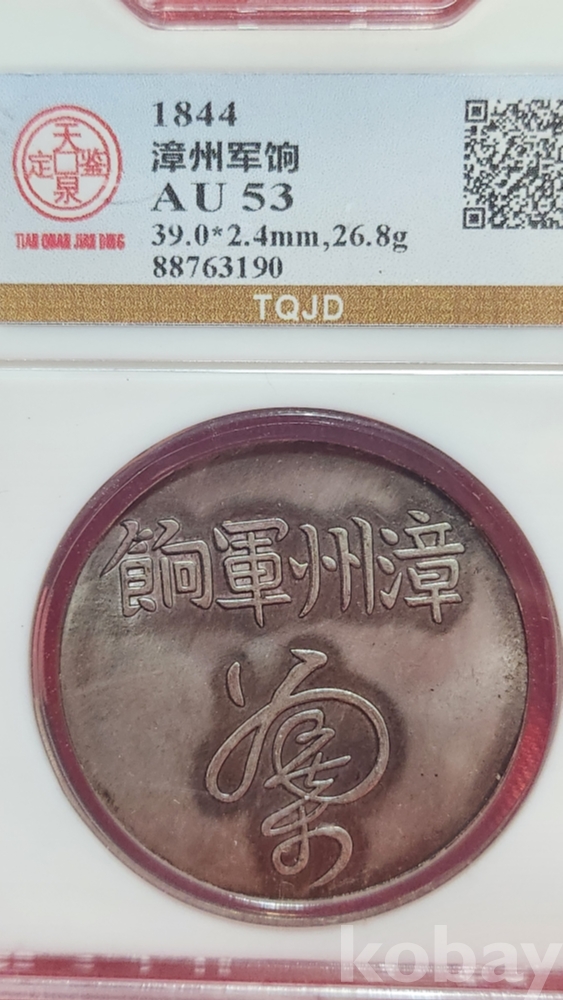 天泉鉴定
TIAN QUAN JIAN DING
1844
漳州军饷
AU 53
39.0*2.4mm,26.8g
88763190
TQJD
漳州軍餉
kobay